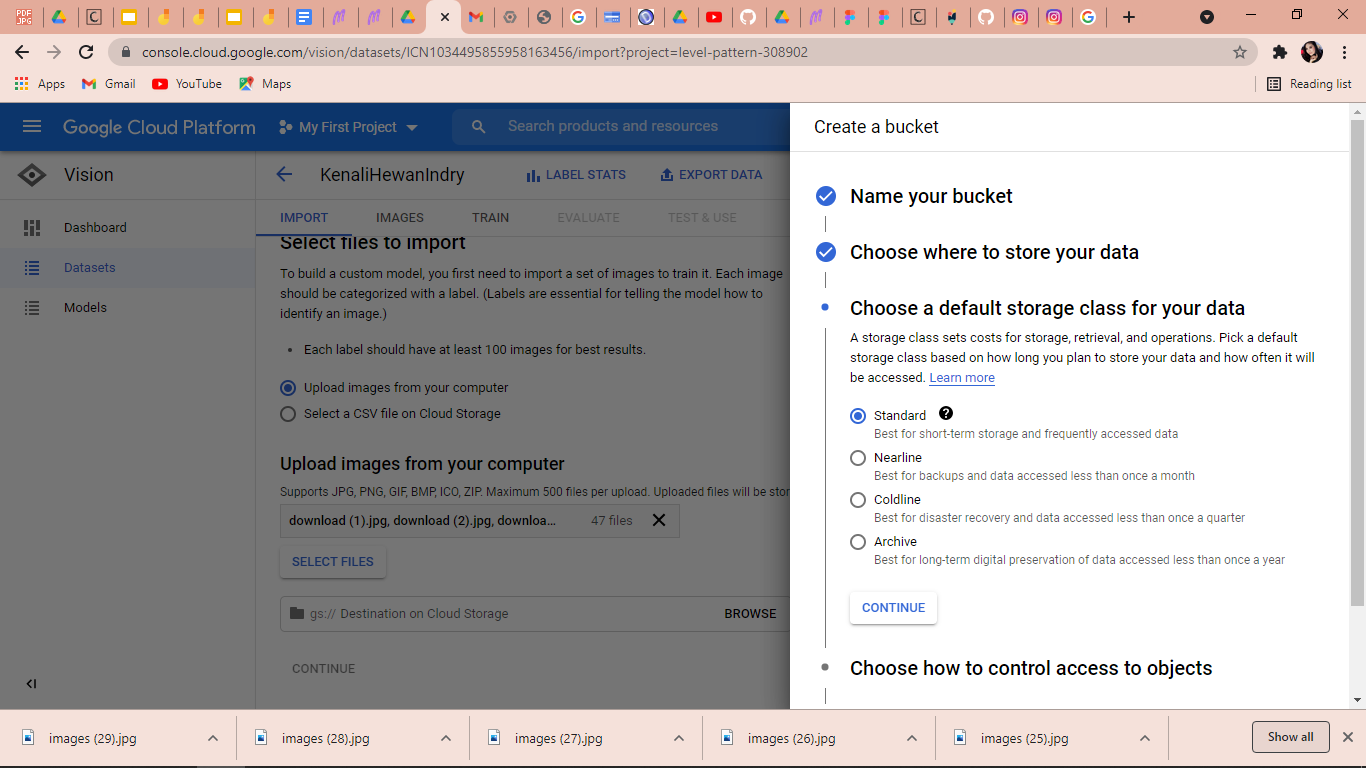 console.cloud.google.com/vision/datasets/ICN1034495855958163456/import?project=level-pattern-308902
Apps
Gmail
YouTube
Maps
Reading list
Google Cloud Platform
My First Project
Search products and resources
Vision
Dashboard
Datasets
Models
KenaliHewanIndry
LABEL STATS
EXPORT DATA
IMPORT
IMAGES
TRAIN
EVALUATE
TEST & USE
Select files to import
To build a custom model, you first need to import a set of images to train it. Each image
should be categorized with a label. (Labels are essential for telling the model how to
identify an image.)
• Each label should have at least 100 images for best results.
Upload images from your computer
Select a CSV file on Cloud Storage
Upload images from your computer
Supports JPG, PNG, GIF, BMP, ICO, ZIP. Maximum 500 files per upload. Uploaded files will be stor
download (1).jpg, download (2).jpg, downloa...
47 files
SELECT FILES
gs:// Destination on Cloud Storage
BROWSE
CONTINUE
Create a bucket
Name your bucket
Choose where to store your data
Choose a default storage class for your data
A storage class sets costs for storage, retrieval, and operations. Pick a default
storage class based on how long you plan to store your data and how often it will
be accessed. Learn more
Standard
Best for short-term storage and frequently accessed data
Nearline
Best for backups and data accessed less than once a month
Coldline
Best for disaster recovery and data accessed less than once a quarter
Archive
Best for long-term digital preservation of data accessed less than once a year
CONTINUE
Choose how to control access to objects
images (29).jpg
images (28).jpg
images (27).jpg
images (26).jpg
images (25).jpg
Show all